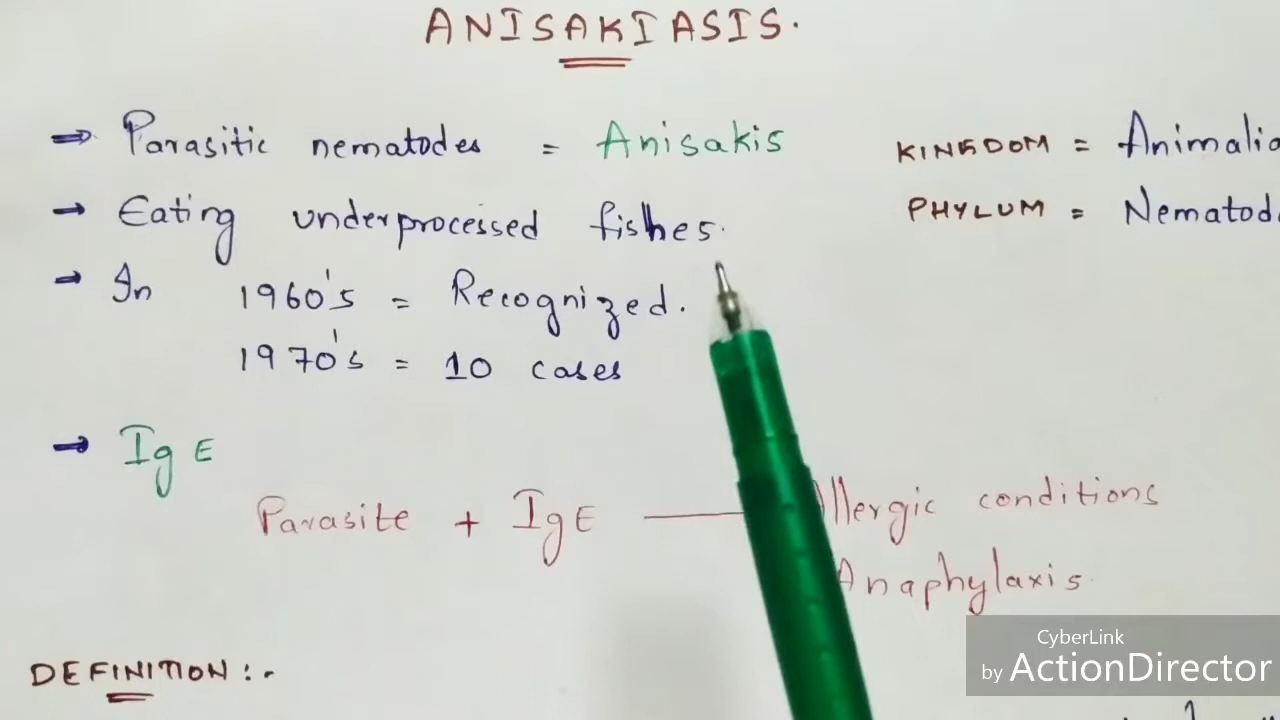 ANISAKIASIS.
⇒ Parasitic nematodes = Anisakis
→ Eating underprocessed fishes.
→ In 1960's = Recognized.
1970's = 10 cases
→ IgE
Parasite + IgE — Allergic conditions
Anaphylaxis.
DEFINITION :-
KINGDOM = Animalia
PHYLUM = Nematod
CyberLink
by ActionDirector